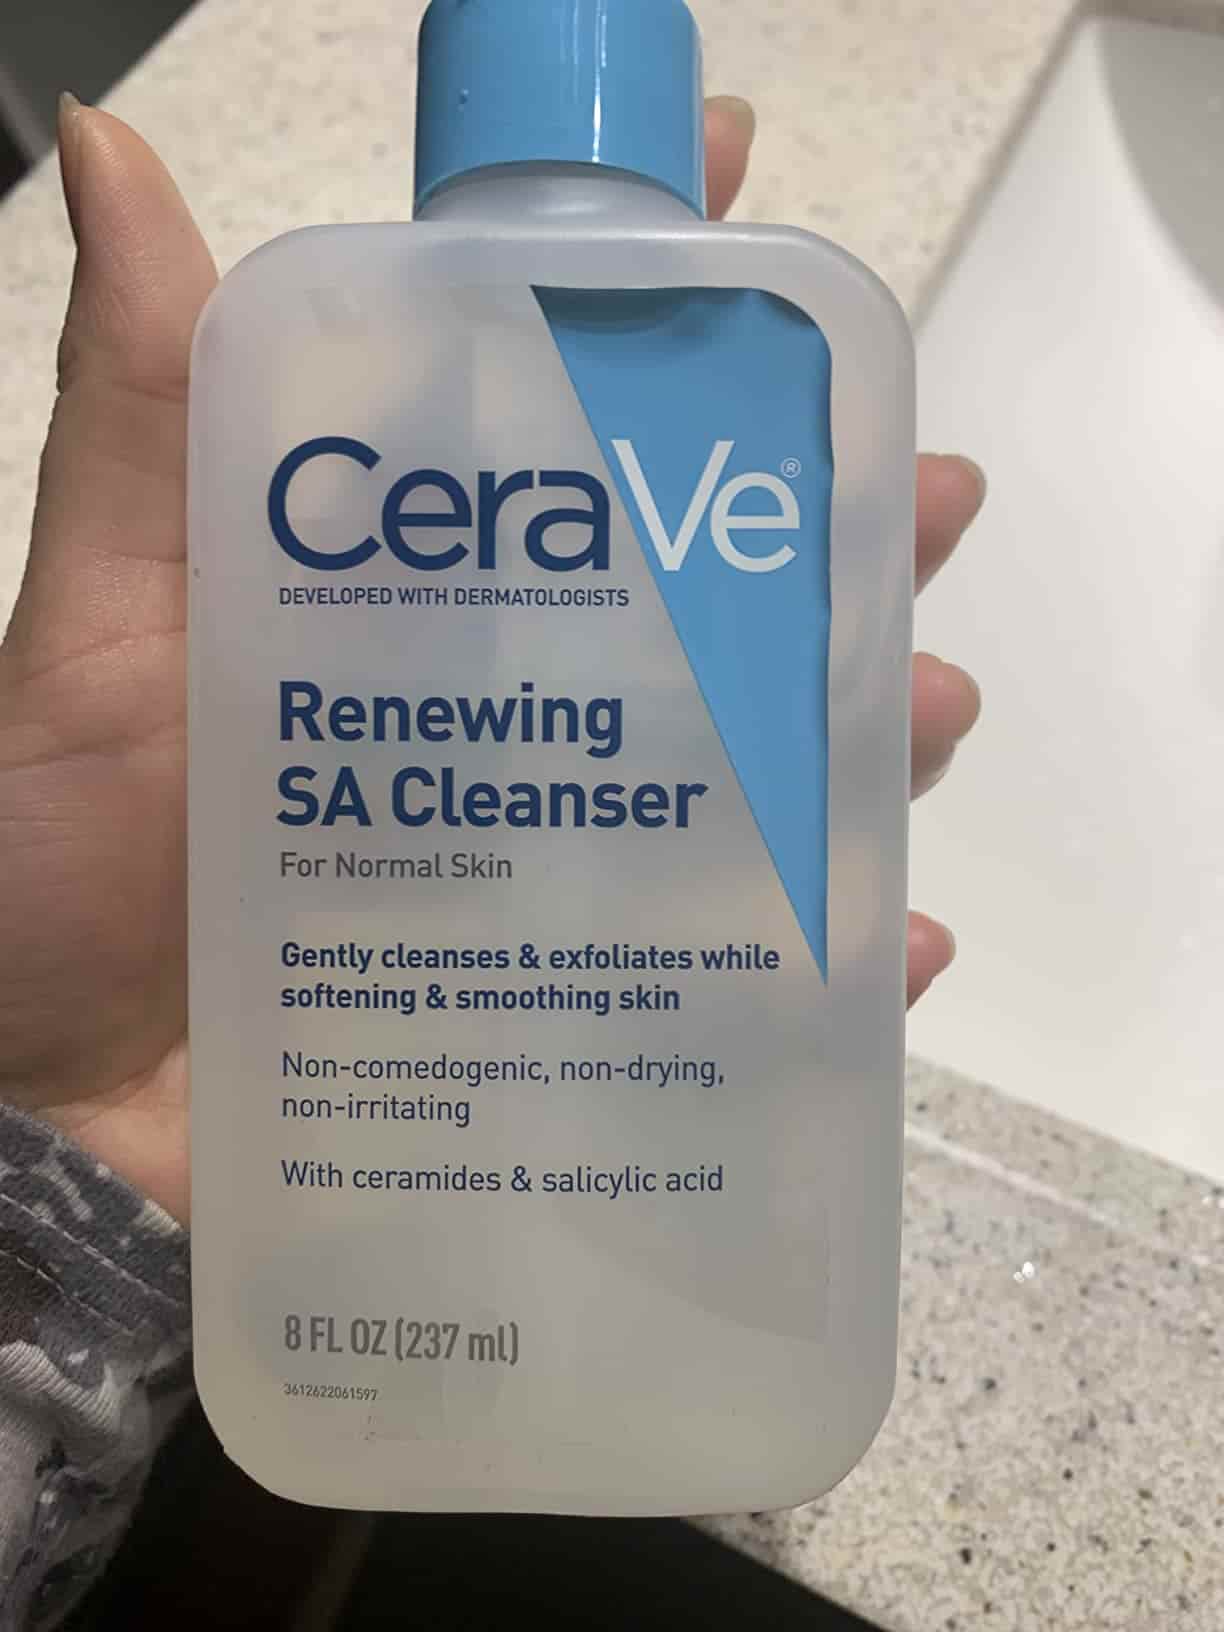 CeraVe®
DEVELOPED WITH DERMATOLOGISTS
Renewing
SA Cleanser
For Normal Skin
Gently cleanses & exfoliates while
softening & smoothing skin
Non-comedogenic, non-drying,
non-irritating
With ceramides & salicylic acid
8 FL OZ (237 ml)
3612622061597